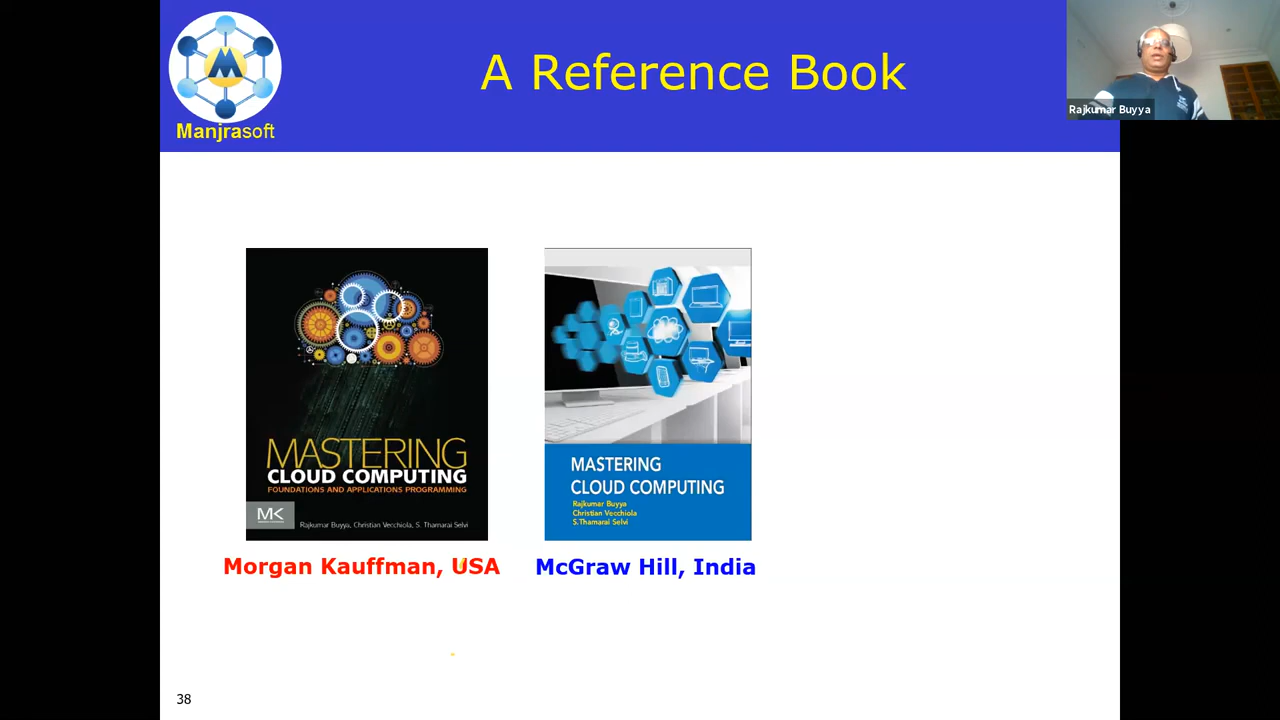 A Reference Book
Manjrasoft
Rajkumar Buyya
MASTERING
CLOUD COMPUTING
FOUNDATIONS AND APPLICATIONS PROGRAMMING
MK
Rajkumar Buyya, Christian Vecchiola, S. Thamarai Selvi
MASTERING
CLOUD COMPUTING
Rajkumar Buyya
Christian Vecchiola
S.Thamarai Selvi
Morgan Kauffman, USA
McGraw Hill, India
38